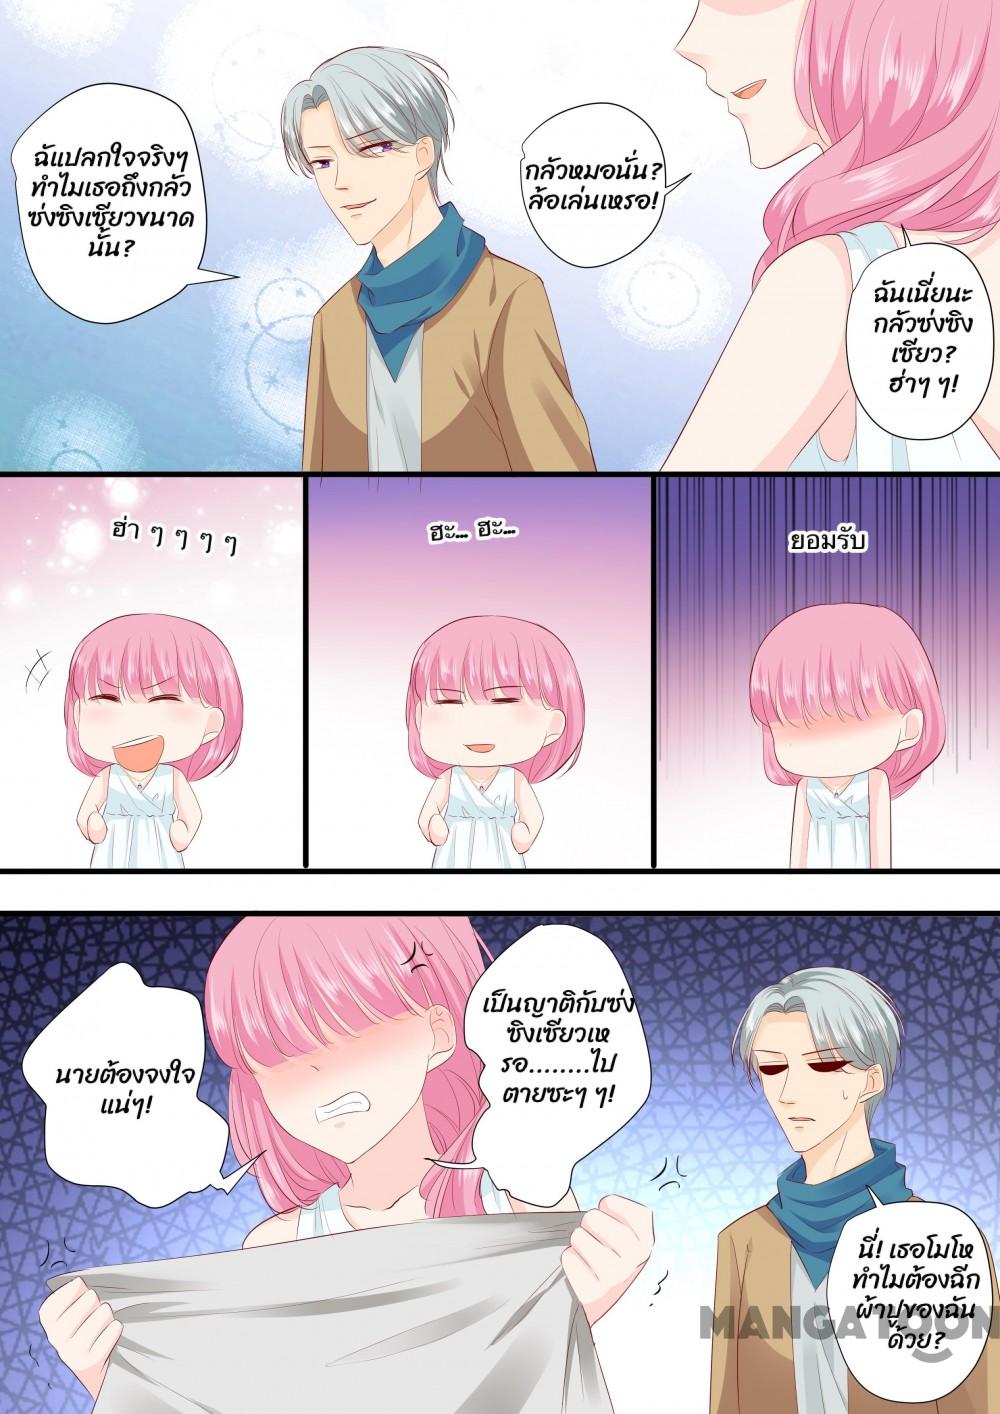 ฉัแปลกใจจริงๆ
ทำไมเธอถึงกลัว
ซ่งซิงเซียวขนาด
นั้น?
กลัวหมอนั่น?
ล้อเล่นเหรอ!
ฉันเนี่ยนะ
กลัวซ่งซิง
เซียว?
ฮ่าๆ ๆ!
ฮ่า ๆ ๆ ๆ ๆ
ฮะ... ฮะ...
ยอมรับ
เป็นญาติกับซ่ง
ซิงเซียวเห
รอ........ไป
ตายซะๆ ๆ!
นายต้องจงใจ
แน่ๆ!
นี่! เธอโมโห
ทำไมต้องฉีก
ผ้าปูของฉัน
ด้วย?
MANGATOON